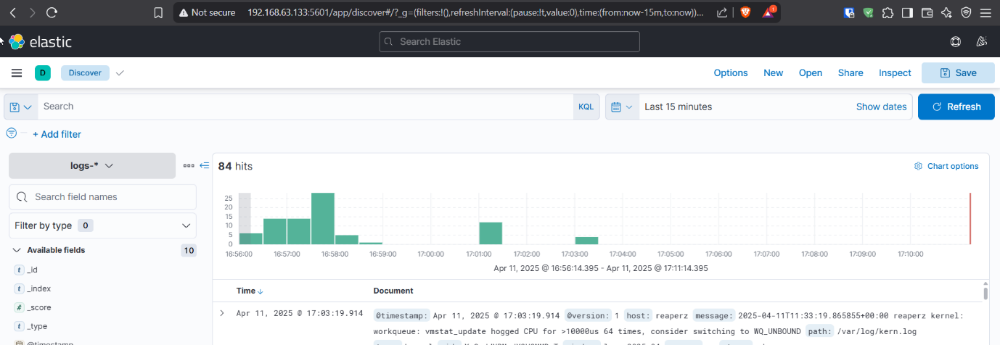 Not secure 192.168.63.133:5601/app/discover#/?_g=(filters:!(),refreshInterval:(pause:!t,value:0),time:(from:now-15m,to:now))... 1
elastic Search Elastic
D Discover Options New Open Share Inspect Save
Search KQL Last 15 minutes Show dates Refresh
+ Add filter
logs-* 84 hits Chart options
Search field names
Filter by type 0
Available fields 10
t _id
t _index
# _score
t _type
@timestamp
25
20
15
10
5
0
16:56:00 16:57:00 16:58:00 16:59:00 17:00:00 17:01:00 17:02:00 17:03:00 17:04:00 17:05:00 17:06:00 17:07:00 17:08:00 17:09:00 17:10:00
Apr 11, 2025 @ 16:56:14.395 - Apr 11, 2025 @ 17:11:14.395
Time Document
Apr 11, 2025 @ 17:03:19.914 @timestamp: Apr 11, 2025 @ 17:03:19.914 @version: 1 host: reaperz message: 2025-04-11T11:33:19.865855+00:00 reaperz kernel:
workqueue: vmstat_update hogged CPU for >10000us 64 times, consider switching to WQ_UNBOUND path: /var/log/kern.log